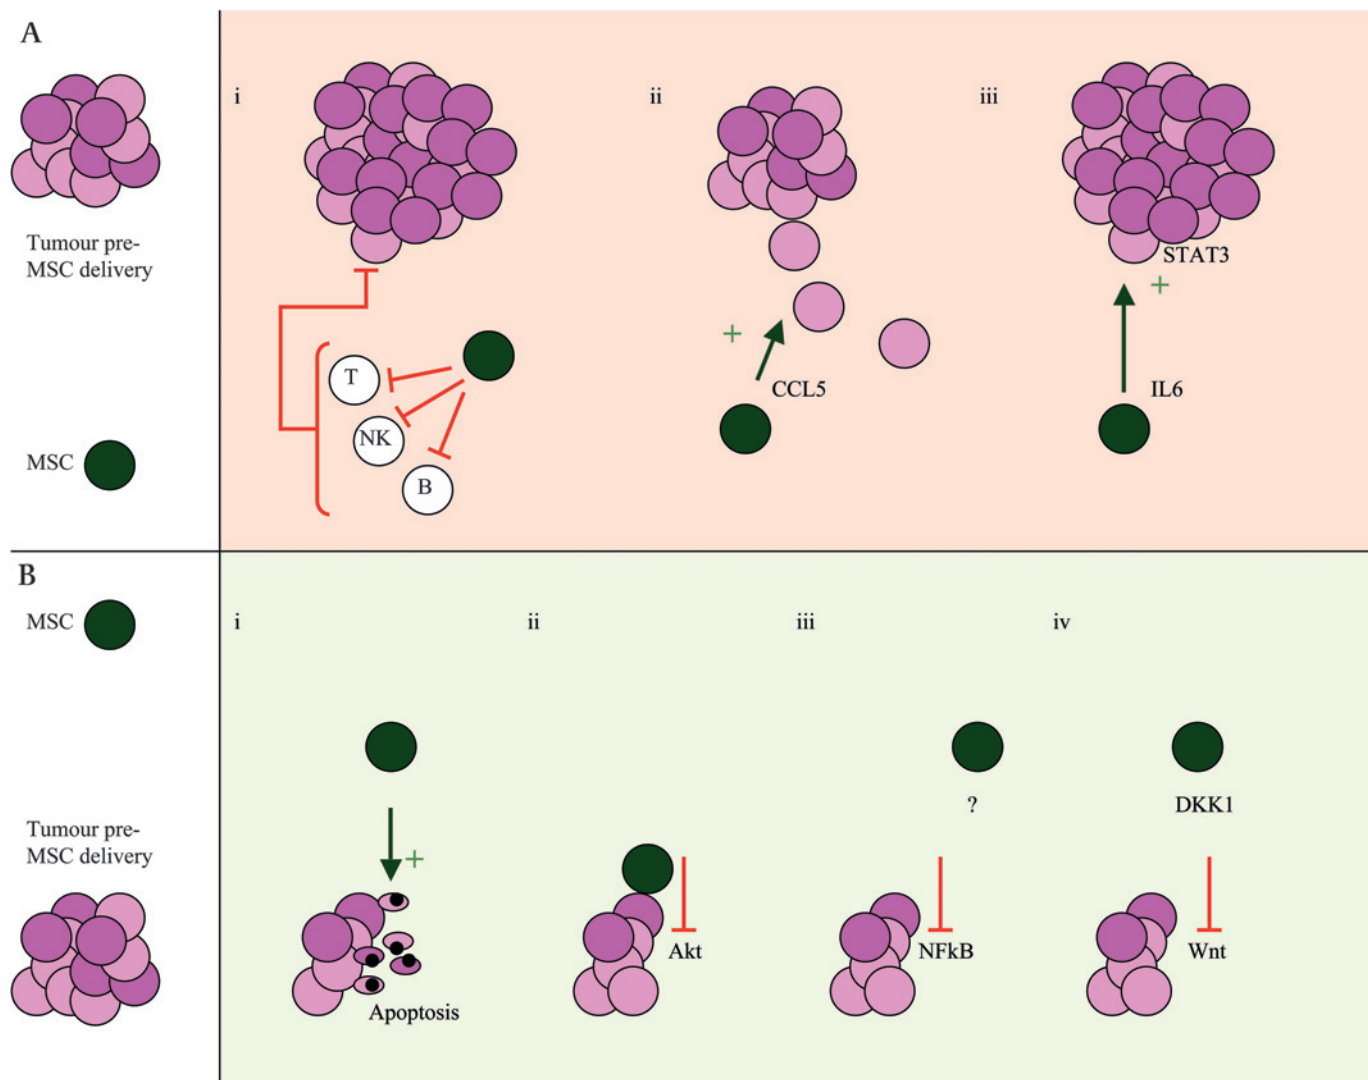 A
i
ii
iii
Tumour pre-
MSC delivery
STAT3
+
+
T
CCL5
IL6
NK
MSC
B
B
MSC
i
ii
iii
iv
?
DKK1
Tumour pre-
MSC delivery
+
Akt
NFkB
Wnt
Apoptosis